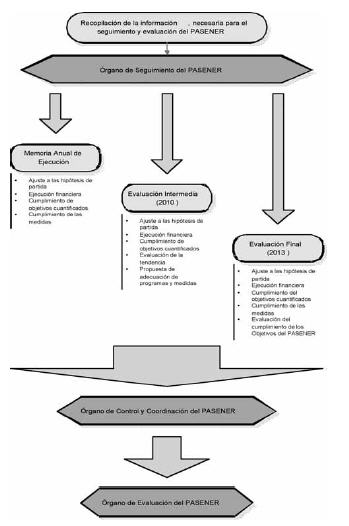 Recopilación de la información , necesaria para el
seguimiento y evaluación del PASENER
Órgano de Seguimiento del PASENER
Memoria Anual de
Ejecución
• Ajuste a las hipótesis de
partida
• Ejecución financiera
• Cumplimiento de
objetivos cuantificados
• Cumplimiento de las
medidas
Evaluación Intermedia
(2010 )
• Ajuste a las hipótesis de
partida
• Ejecución financiera
• Cumplimiento de
objetivos cuantificados
• Evaluación de la
tendencia
• Propuesta de
adecuación de
programas y medidas
Evaluación Final
(2013 )
• Ajuste a las hipótesis de
partida
• Ejecución financiera
• Cumplimiento del
objetivos cuantificados
• Cumplimiento de las
medidas
• Evaluación del
cumplimiento de los
Objetivos del PASENER
Órgano de Control y Coordinación del PASENER
Órgano de Evaluación del PASENER